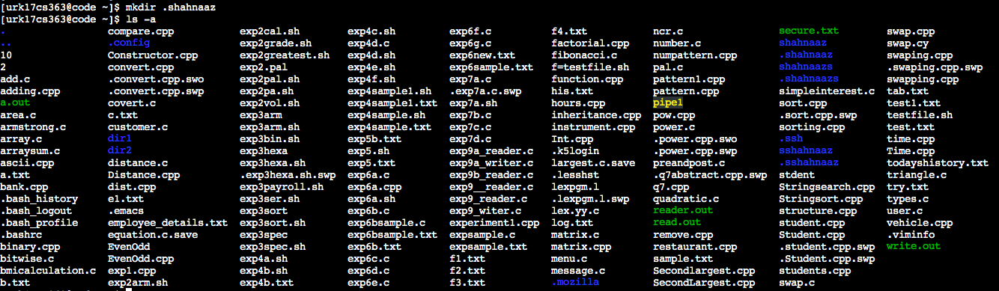 [urk17cs363@code ~]$ mkdir .shahnaaz
[urk17cs363@code ~]$ ls -a
. compare.cpp exp2cal.sh exp4c.sh exp6f.c f4.txt ncr.c secure.txt swap.cpp
.. .config exp2grade.sh exp4d.c exp6g.c factorial.cpp number.c shahnaaz swap.cy
10 Constructor.cpp exp2greatest.sh exp4d.sh exp6new.txt fibonacci.c numpattern.cpp .shahnaaz swaping.cpp
2 convert.cpp exp2.pal exp4e.sh exp6sample.txt f=testfile.sh pal.c shahnaazs .swaping.cpp.swp
add.c .convert.cpp.swo exp2pal.sh exp4f.sh exp7a.c function.cpp pattern1.cpp .shahnaazs swapping.cpp
adding.cpp .convert.cpp.swp exp2pa.sh exp4sample1.sh .exp7a.c.swp his.txt pattern.cpp simpleinterest.c tab.txt
a.out covert.c exp2vol.sh exp4sample1.txt exp7a.sh hours.cpp pipe1 sort.cpp test1.txt
area.c c.txt exp3arm exp4sample.sh exp7b.c inheritance.cpp pow.cpp .sort.cpp.swp testfile.sh
armstrong.c customer.c exp3arm.sh exp4sample.txt exp7c.c instrument.cpp power.c sorting.cpp test.txt
array.c dir1 exp3bin.sh exp5b.txt exp7d.c Int.cpp .power.cpp.swo .ssh time.cpp
arraysum.c dir2 exp3hexa exp5.sh exp9a_reader.c .k5login .power.cpp.swp sshahnaaz Time.cpp
ascii.cpp distance.c exp3hexa.sh exp5.txt exp9a_writer.c largest.c.save preandpost.c .sshahnaaz todayshistory.txt
a.txt Distance.cpp .exp3hexa.sh.swp exp6a.c exp9b_reader.c .lesshst .q7abstract.cpp.swp stdent triangle.c
bank.cpp dist.cpp exp3payroll.sh exp6a.cpp exp9__reader.c lexpgm.l q7.cpp Stringsearch.cpp try.txt
.bash_history e1.txt exp3ser.sh exp6a.sh exp9_reader.c .lexpgm.l.swp quadratic.c Stringsort.cpp types.c
.bash_logout .emacs exp3sort exp6b.c exp9_witer.c lex.yy.c reader.out structure.cpp user.c
.bash_profile employee_details.txt exp3sort.sh exp6bsample.c experiment1.cpp log.txt read.out student.cpp vehicle.cpp
.bashrc equation.c.save exp3spec exp6bsample.txt expsample.c matrix.c remove.cpp Student.cpp .viminfo
binary.cpp EvenOdd exp3spec.sh exp6b.txt expsample.txt matrix.cpp restaurant.cpp .student.cpp.swp write.out
bitwise.c EvenOdd.cpp exp4a.sh exp6c.c f1.txt menu.c sample.txt .Student.cpp.swp
bmicalculation.c exp1.cpp exp4b.sh exp6d.c f2.txt message.c Secondlargest.cpp students.cpp
b.txt exp2arm.sh exp4b.txt exp6e.c f3.txt .mozilla SecondLargest.cpp swap.c